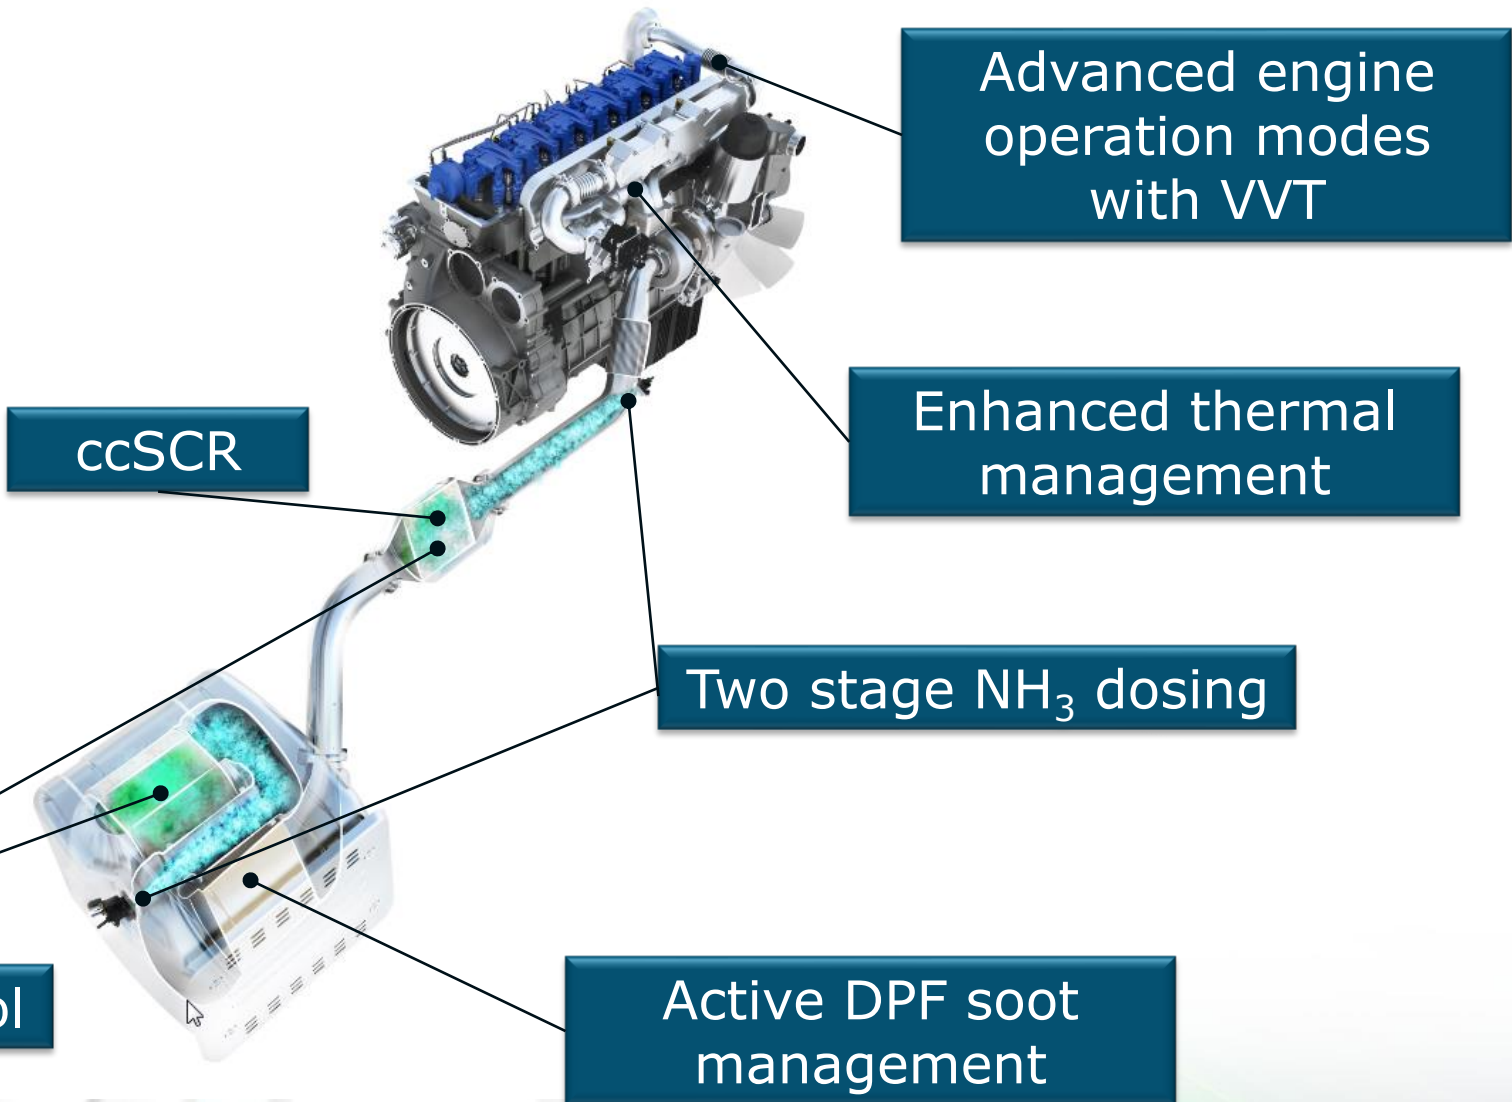 Advanced engine
operation modes
with VVT
Enhanced thermal
management
ccSCR
Two stage NH₃ dosing
Active DPF soot
management